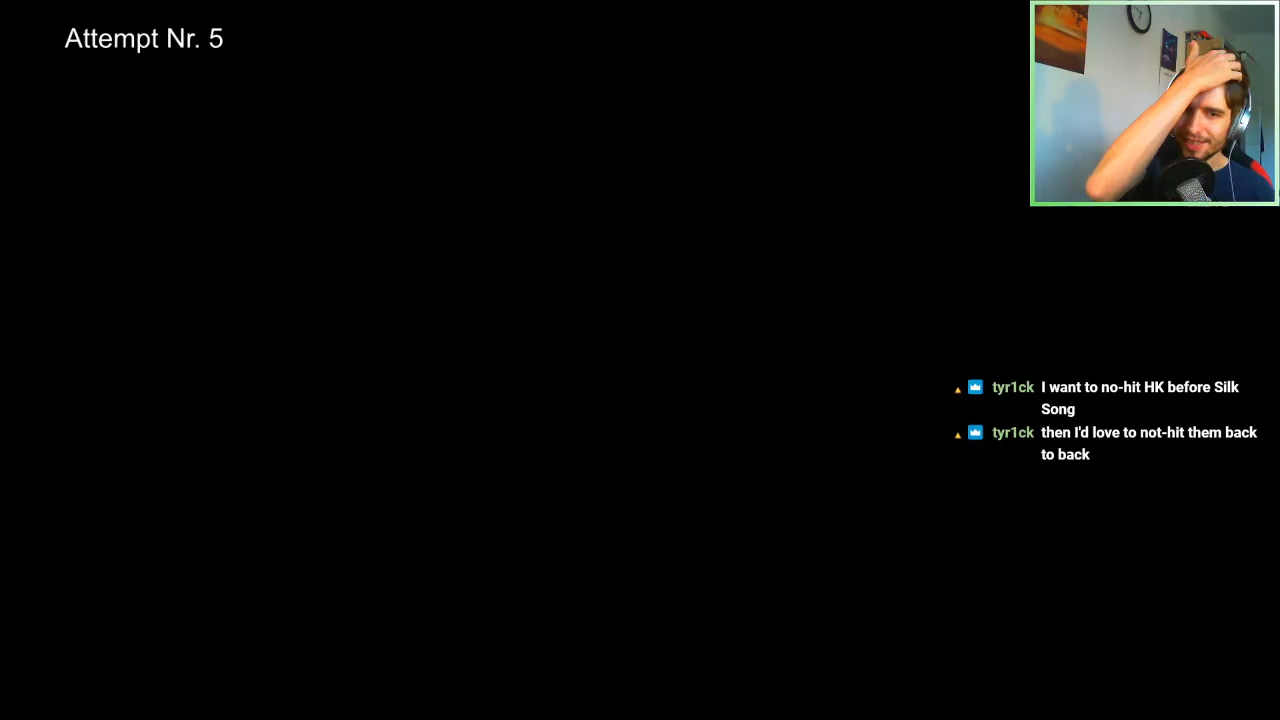 Attempt Nr. 5
tyr1ck I want to no-hit HK before Silk
Song
tyr1ck then I'd love to not-hit them back
to back